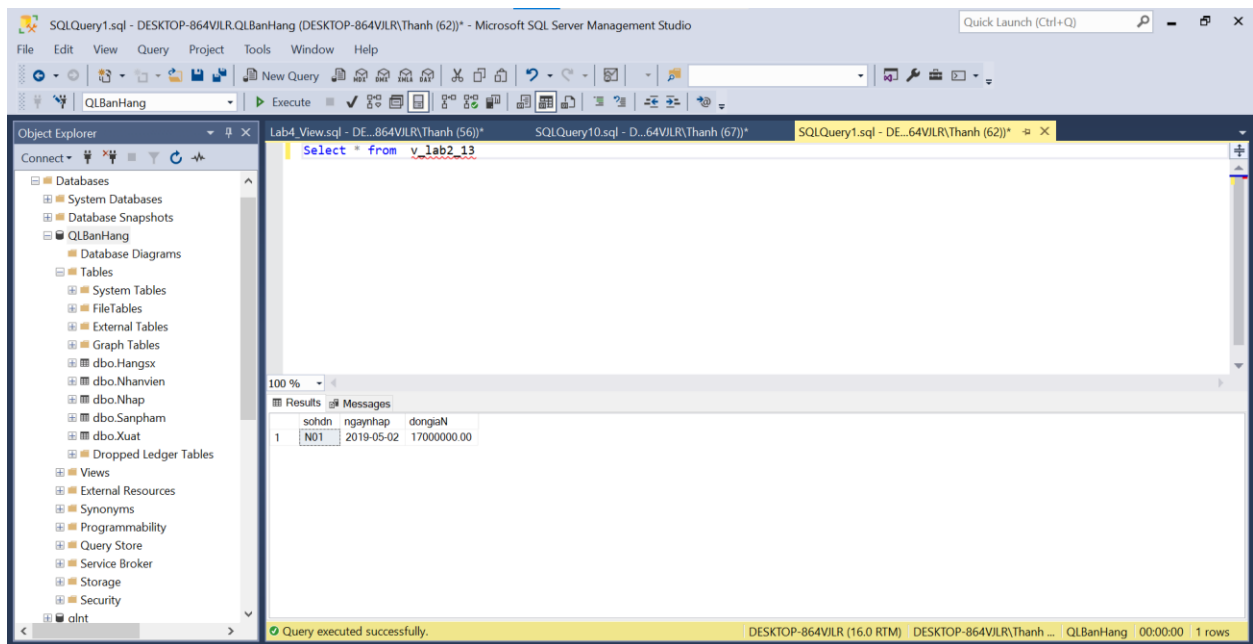 SQLQuery1.sql - DESKTOP-864VJLR.QLBanHang (DESKTOP-864VJLR\Thanh (62))* - Microsoft SQL Server Management Studio
Quick Launch (Ctrl+Q)
File Edit View Query Project Tools Window Help
New Query
QLBanHang
Execute
Object Explorer
Connect
Databases
System Databases
Database Snapshots
QLBanHang
Database Diagrams
Tables
System Tables
FileTables
External Tables
Graph Tables
dbo.Hangsx
dbo.Nhanvien
dbo.Nhap
dbo.Sanpham
dbo.Xuat
Dropped Ledger Tables
Views
External Resources
Synonyms
Programmability
Query Store
Service Broker
Storage
Security
qlnt
Lab4_View.sql - DE...864VJLR\Thanh (56))*
SQLQuery10.sql - D...64VJLR\Thanh (67))*
SQLQuery1.sql - DE...64VJLR\Thanh (62))*
Select * from v_lab2_13
100 %
Results Messages
sohdn ngaynhap dongiaN
1 N01 2019-05-02 17000000.00
Query executed successfully.
DESKTOP-864VJLR (16.0 RTM) DESKTOP-864VJLR\Thanh ... QLBanHang 00:00:00 1 rows